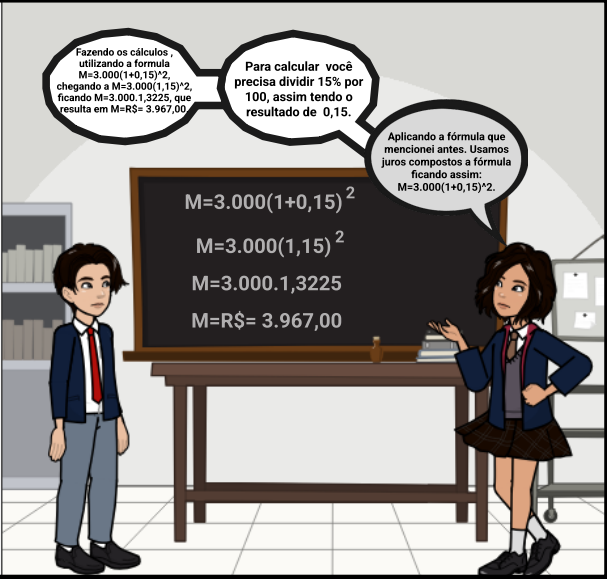 Fazendo os cálculos ,
utilizando a formula
M=3.000(1+0,15)^2,
chegando a M=3.000(1,15)^2,
ficando M=3.000.1,3225, que
resulta em M=R$= 3.967,00.
Para calcular você
precisa dividir 15% por
100, assim tendo o
resultado de 0,15.
Aplicando a fórmula que
mencionei antes. Usamos
juros compostos a fórmula
ficando assim:
M=3.000(1+0,15)^2.
M=3.000(1+0,15) 2
M=3.000(1,15) 2
M=3.000.1,3225
M=R$= 3.967,00